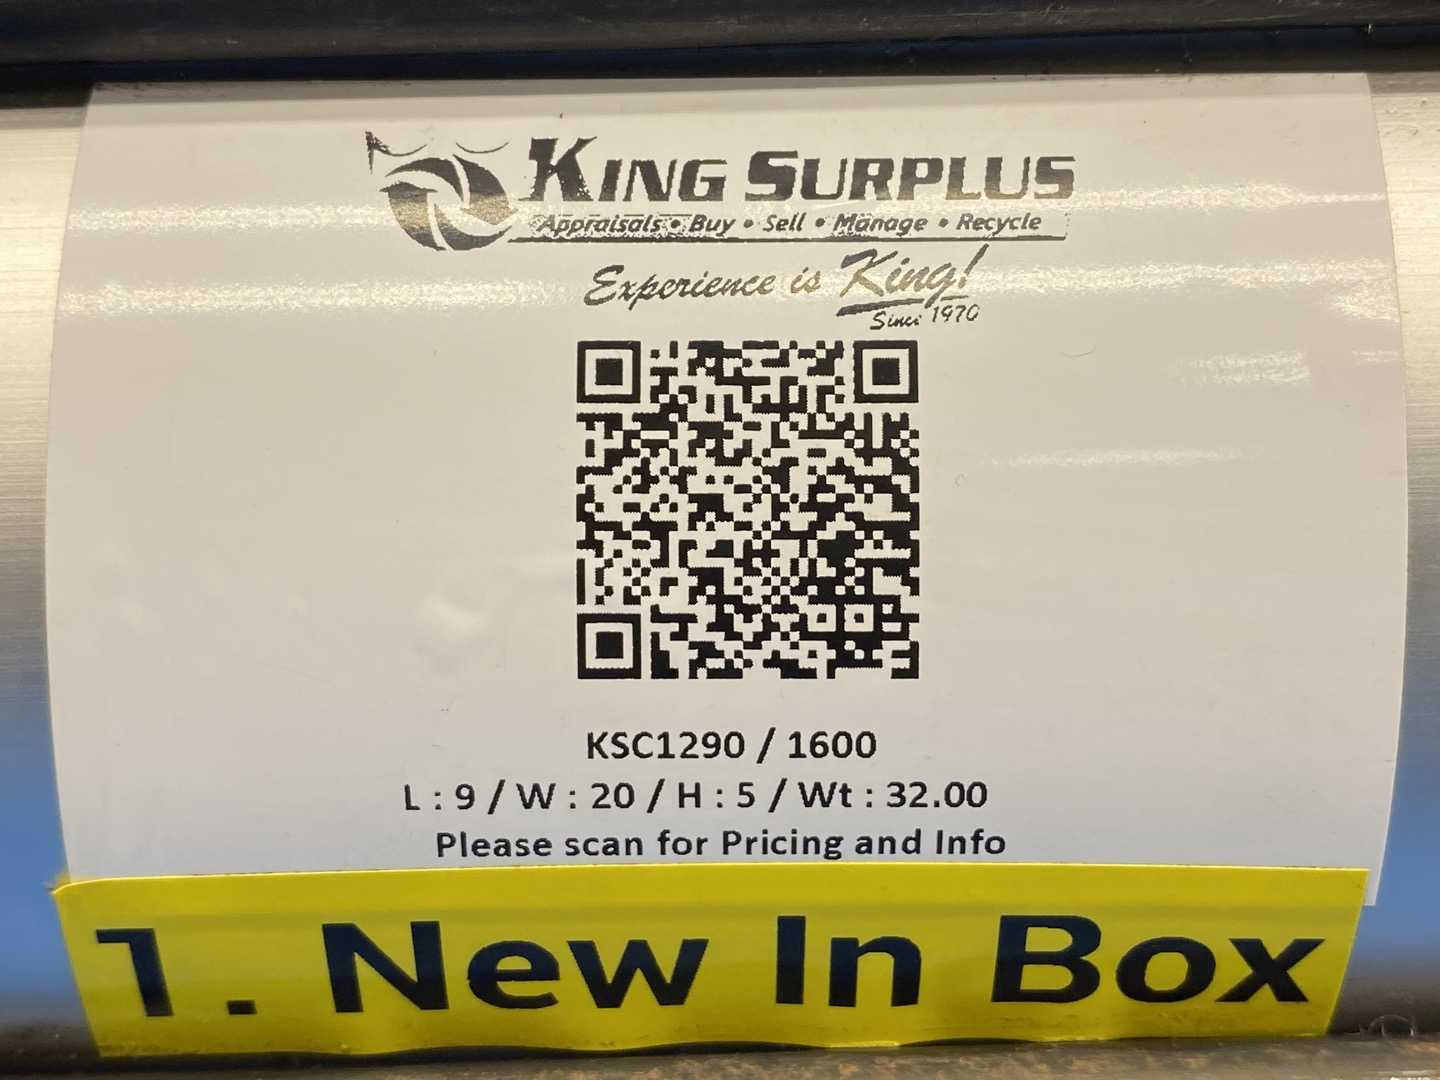 KING SURPLUS
Appraisals • Buy • Sell • Manage • Recycle
Experience is King!
Since 1970
KSC1290 / 1600
L : 9 / W : 20 / H : 5 / Wt : 32.00
Please scan for Pricing and Info
1. New In Box